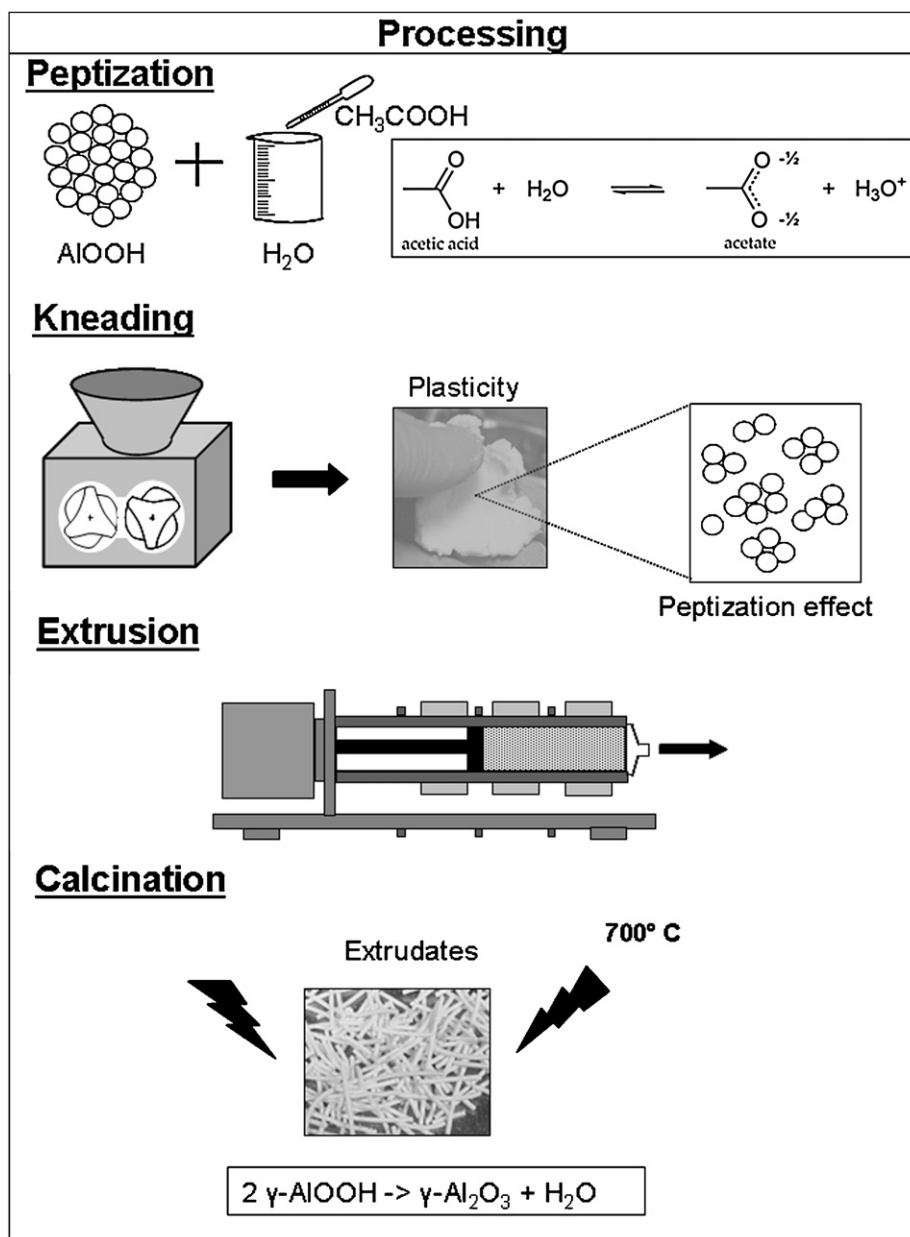 Processing
Peptization
CH₃COOH
AlOOH
H₂O
O -½
+ H₂O ⇌ + H₃O⁺
OH O -½
acetic acid acetate
O
Kneading
Plasticity
Peptization effect
Extrusion
Calcination
700° C
Extrudates
2 γ-AlOOH -> γ-Al₂O₃ + H₂O